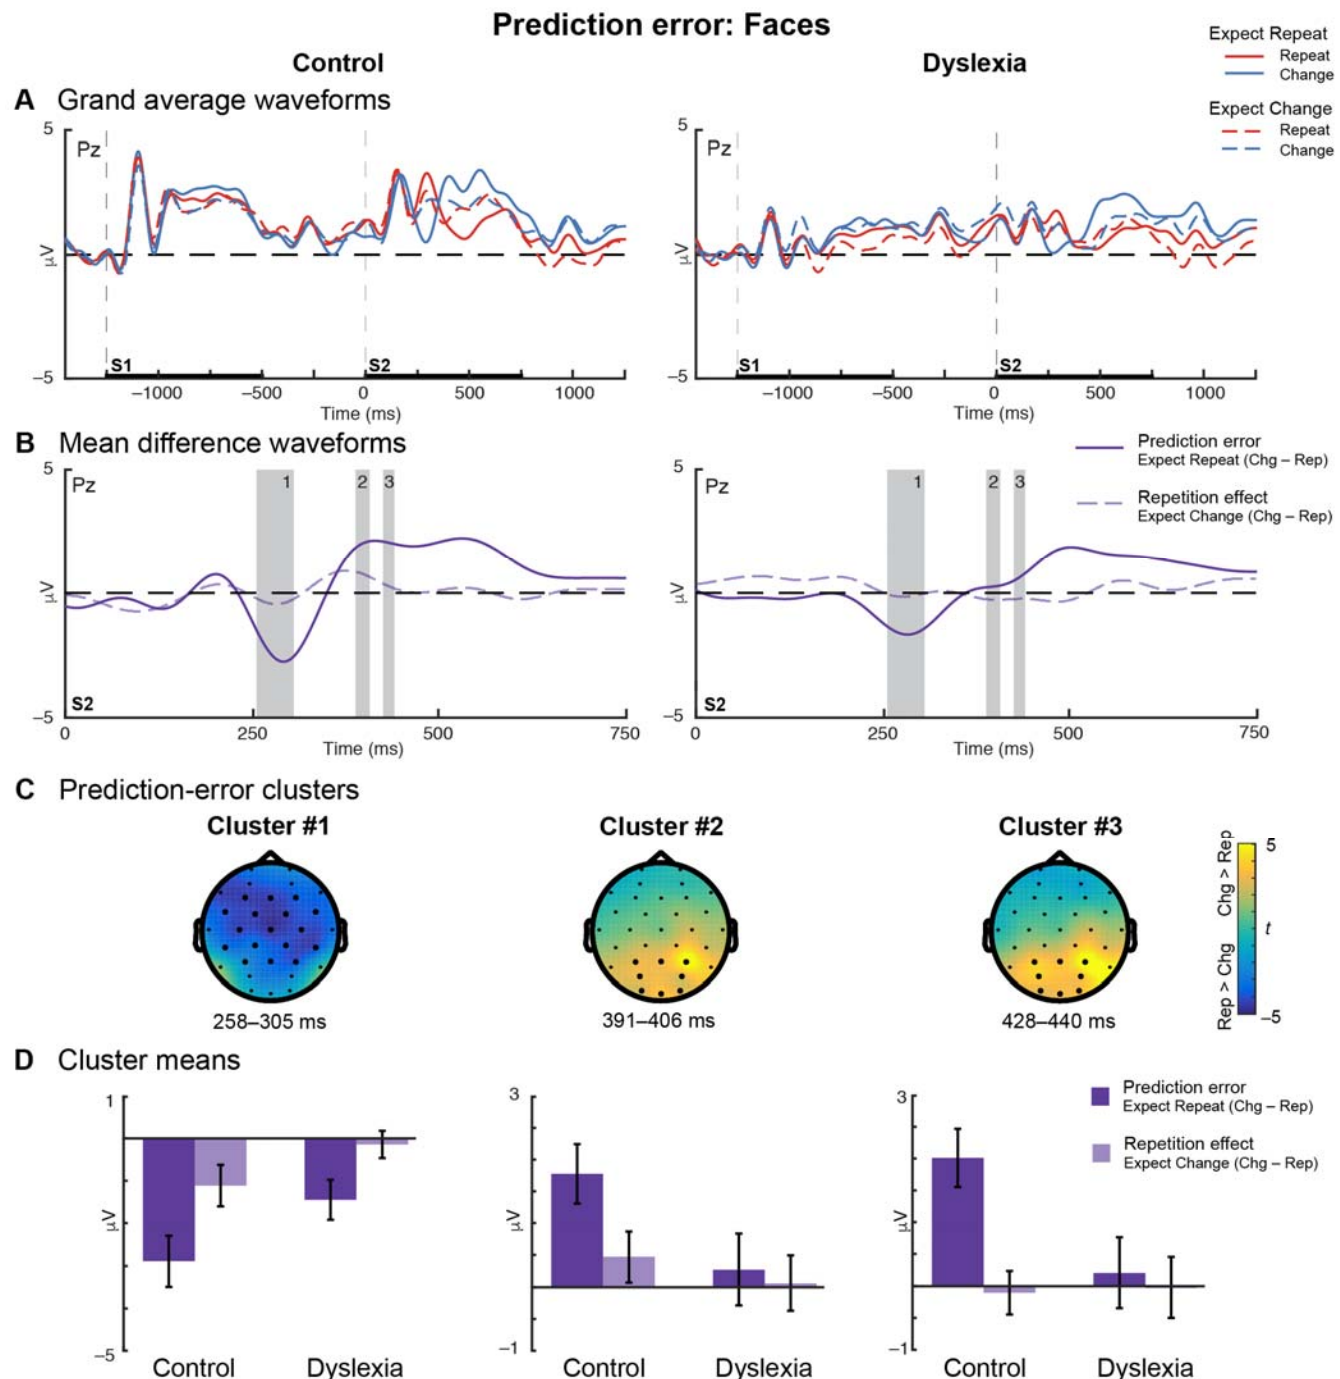 Prediction error: Faces
Control
Dyslexia
Expect Repeat
Repeat
Change
Expect Change
Repeat
Change
A Grand average waveforms
5
Pz
μV
–5
S1
S2
–1000
–500
0
500
1000
Time (ms)
5
Pz
μV
–5
S1
S2
–1000
–500
0
500
1000
Time (ms)
B Mean difference waveforms
Prediction error
Expect Repeat (Chg – Rep)
Repetition effect
Expect Change (Chg – Rep)
5
Pz
1
2
3
μV
S2
–5
0
250
500
750
Time (ms)
5
Pz
1
2
3
μV
S2
–5
0
250
500
750
Time (ms)
C Prediction-error clusters
Cluster #1
258–305 ms
Cluster #2
391–406 ms
Cluster #3
428–440 ms
Rep > Chg
Chg > Rep
5
t
–5
D Cluster means
Prediction error
Expect Repeat (Chg – Rep)
Repetition effect
Expect Change (Chg – Rep)
1
μV
–5
Control
Dyslexia
3
μV
–1
Control
Dyslexia
3
μV
–1
Control
Dyslexia